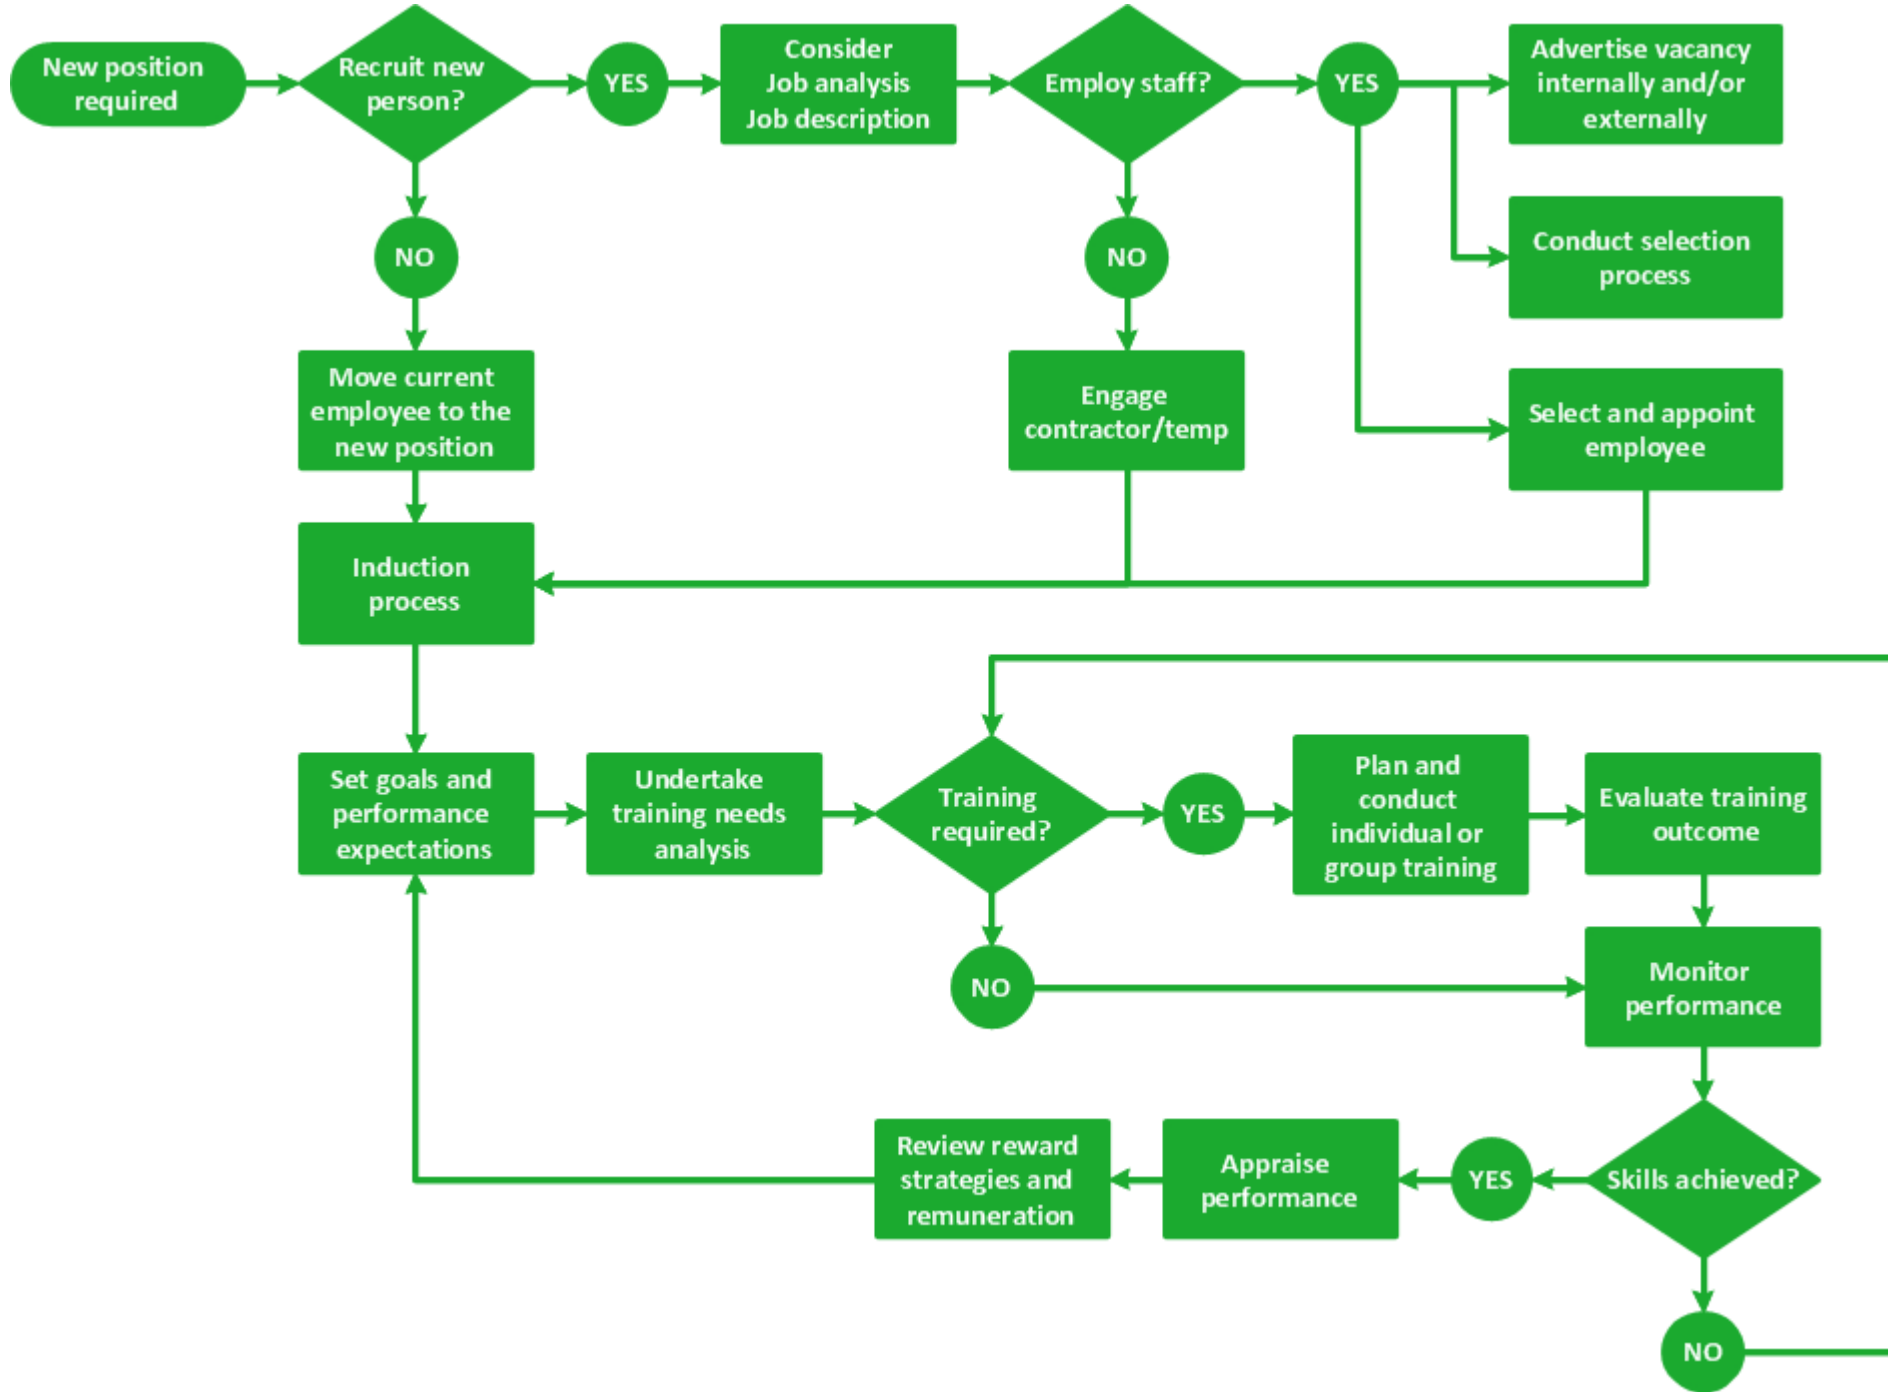 New position
required
Recruit new
person?
YES
Consider
Job analysis
Job description
Employ staff?
YES
Advertise vacancy
internally and/or
externally
NO
NO
Conduct selection
process
Move current
employee to the
new position
Engage
contractor/temp
Select and appoint
employee
Induction
process
Set goals and
performance
expectations
Undertake
training needs
analysis
Training
required?
YES
Plan and
conduct
individual or
group training
Evaluate training
outcome
NO
Monitor
performance
Review reward
strategies and
remuneration
Appraise
performance
YES
Skills achieved?
NO